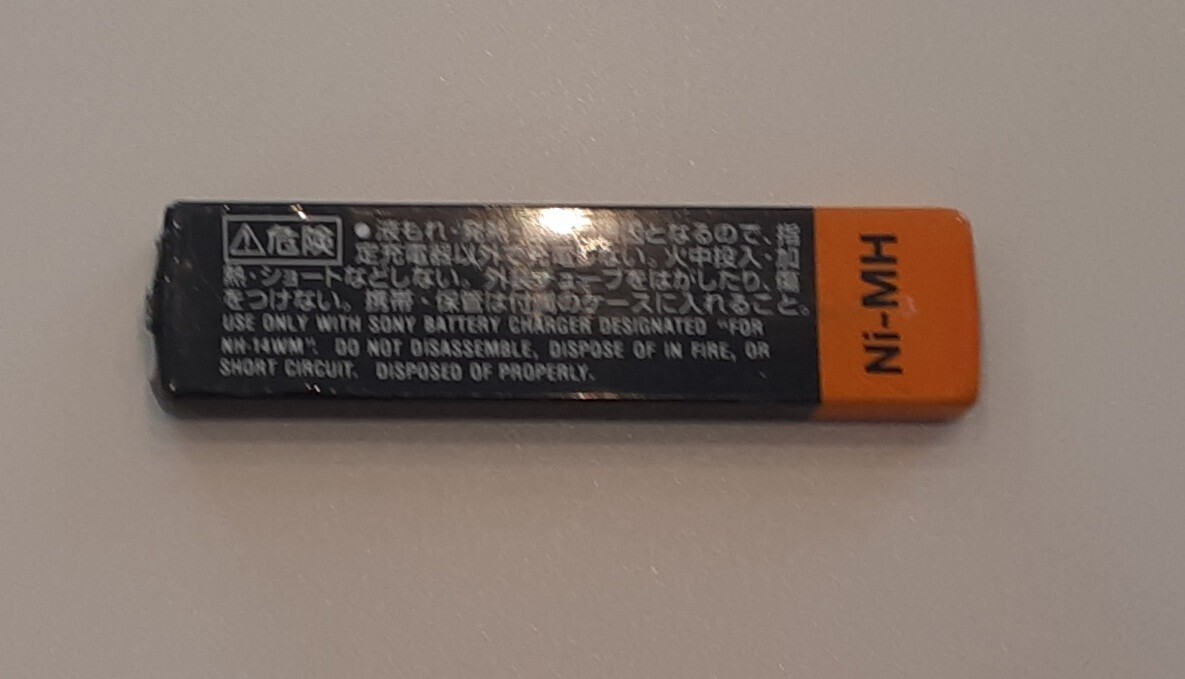 ⚠危険 ●液もれ・発熱 となるので、指
定充電器以外で充電しない。火中投入・加
熱・ショートなどしない。外装チューブをはがしたり、傷
をつけない。携帯・保管は付属のケースに入れること。
USE ONLY WITH SONY BATTERY CHARGER DESIGNATED "FOR
NH-14WM". DO NOT DISASSEMBLE, DISPOSE OF IN FIRE, OR
SHORT CIRCUIT. DISPOSED OF PROPERLY.
Ni-MH